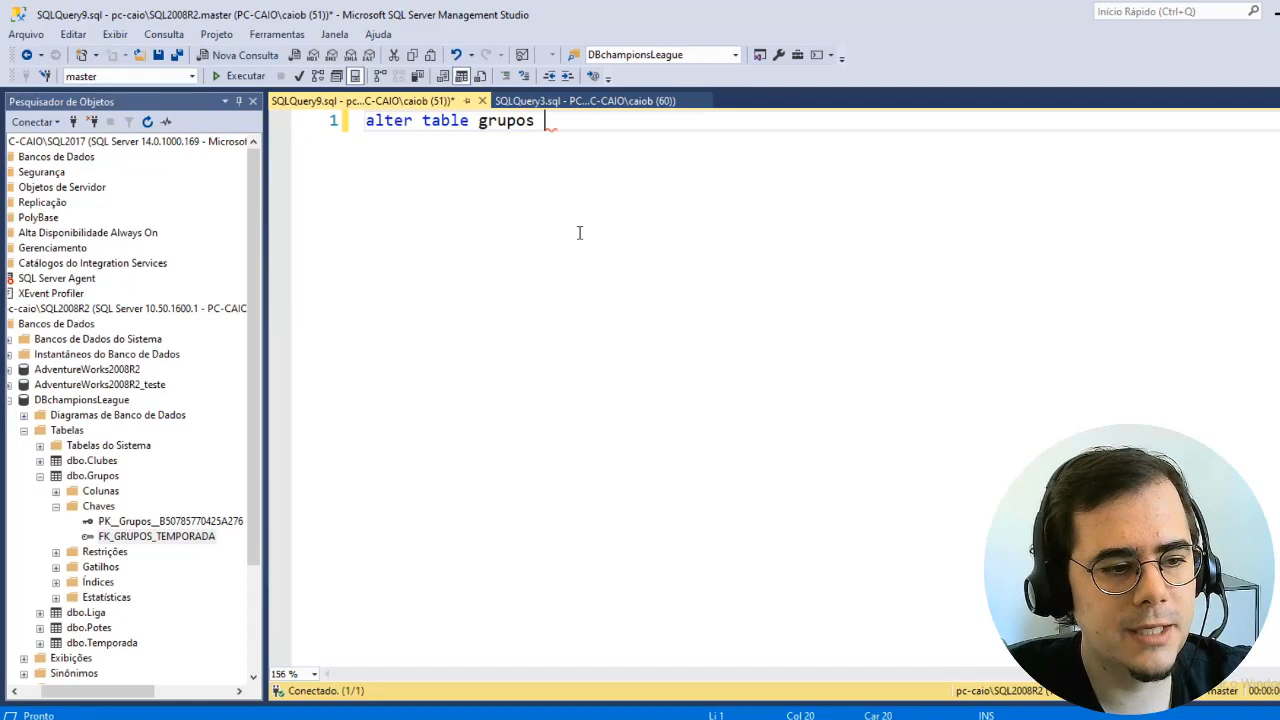 SQLQuery9.sql - pc-caio\SQL2008R2.master (PC-CAIO\caiob (51))* - Microsoft SQL Server Management Studio
Início Rápido (Ctrl+Q)
Arquivo Editar Exibir Consulta Projeto Ferramentas Janela Ajuda
Nova Consulta DBchampionsLeague
master Executar
Pesquisador de Objetos
SQLQuery9.sql - pc...C-CAIO\caiob (51))* SQLQuery3.sql - PC...C-CAIO\caiob (60))
Conectar
1 alter table grupos
C-CAIO\SQL2017 (SQL Server 14.0.1000.169 - Microsof
Bancos de Dados
Segurança
Objetos de Servidor
Replicação
PolyBase
Alta Disponibilidade Always On
Gerenciamento
Catálogos do Integration Services
SQL Server Agent
XEvent Profiler
c-caio\SQL2008R2 (SQL Server 10.50.1600.1 - PC-CAIO
Bancos de Dados
Bancos de Dados do Sistema
Instantâneos do Banco de Dados
AdventureWorks2008R2
AdventureWorks2008R2_teste
DBchampionsLeague
Diagramas de Banco de Dados
Tabelas
Tabelas do Sistema
dbo.Clubes
dbo.Grupos
Colunas
Chaves
PK__Grupos__B50785770425A276
FK_GRUPOS_TEMPORADA
Restrições
Gatilhos
Índices
Estatísticas
dbo.Liga
dbo.Potes
dbo.Temporada
Exibições
Sinônimos
156 %
Conectado. (1/1) pc-caio\SQL2008R2 master 00:00:0
Pronto Li 1 Col 20 Car 20 INS